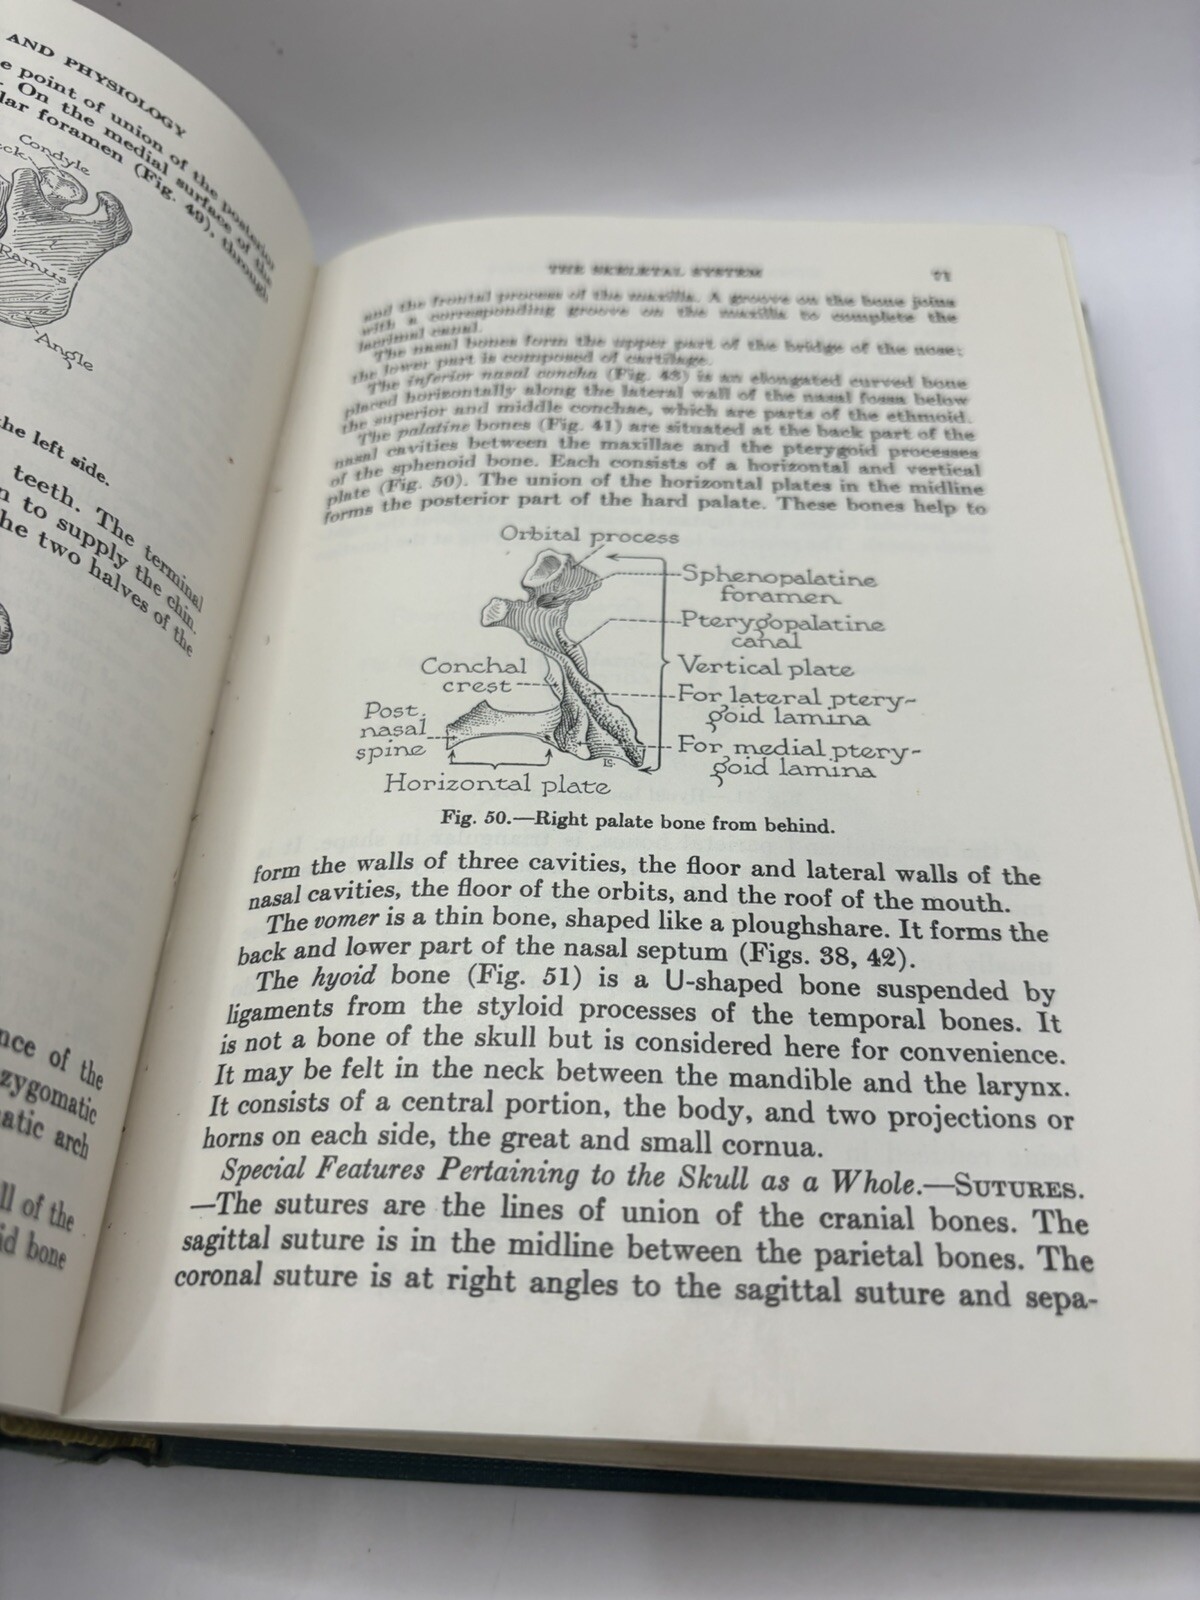 AND PHYSIOLOGY
e point of union of the posterior
. On the medial surface of the
lar foramen (Fig. 49), through
Condyle
eck
Ramus
Angle
the left side.
teeth. The terminal
n to supply the chin.
he two halves of the
nce of the
zygomatic
atic arch
ll of the
id bone
THE SKELETAL SYSTEM 71
and the frontal process of the maxilla. A groove on the bone joins
with a corresponding groove on the maxilla to complete the
lacrimal canal.
The nasal bones form the upper part of the bridge of the nose;
the lower part is composed of cartilage.
The inferior nasal concha (Fig. 43) is an elongated curved bone
placed horizontally along the lateral wall of the nasal fossa below
the superior and middle conchae, which are parts of the ethmoid.
The palatine bones (Fig. 41) are situated at the back part of the
nasal cavities between the maxillae and the pterygoid processes
of the sphenoid bone. Each consists of a horizontal and vertical
plate (Fig. 50). The union of the horizontal plates in the midline
forms the posterior part of the hard palate. These bones help to
Orbital process
Sphenopalatine
foramen
Pterygopalatine
canal
Vertical plate
For lateral ptery-
goid lamina
For medial ptery-
goid lamina
Conchal
crest
Post.
nasal
spine
Horizontal plate
Fig. 50.—Right palate bone from behind.
form the walls of three cavities, the floor and lateral walls of the
nasal cavities, the floor of the orbits, and the roof of the mouth.
The vomer is a thin bone, shaped like a ploughshare. It forms the
back and lower part of the nasal septum (Figs. 38, 42).
The hyoid bone (Fig. 51) is a U-shaped bone suspended by
ligaments from the styloid processes of the temporal bones. It
is not a bone of the skull but is considered here for convenience.
It may be felt in the neck between the mandible and the larynx.
It consists of a central portion, the body, and two projections or
horns on each side, the great and small cornua.
Special Features Pertaining to the Skull as a Whole.—SUTURES.
—The sutures are the lines of union of the cranial bones. The
sagittal suture is in the midline between the parietal bones. The
coronal suture is at right angles to the sagittal suture and sepa-